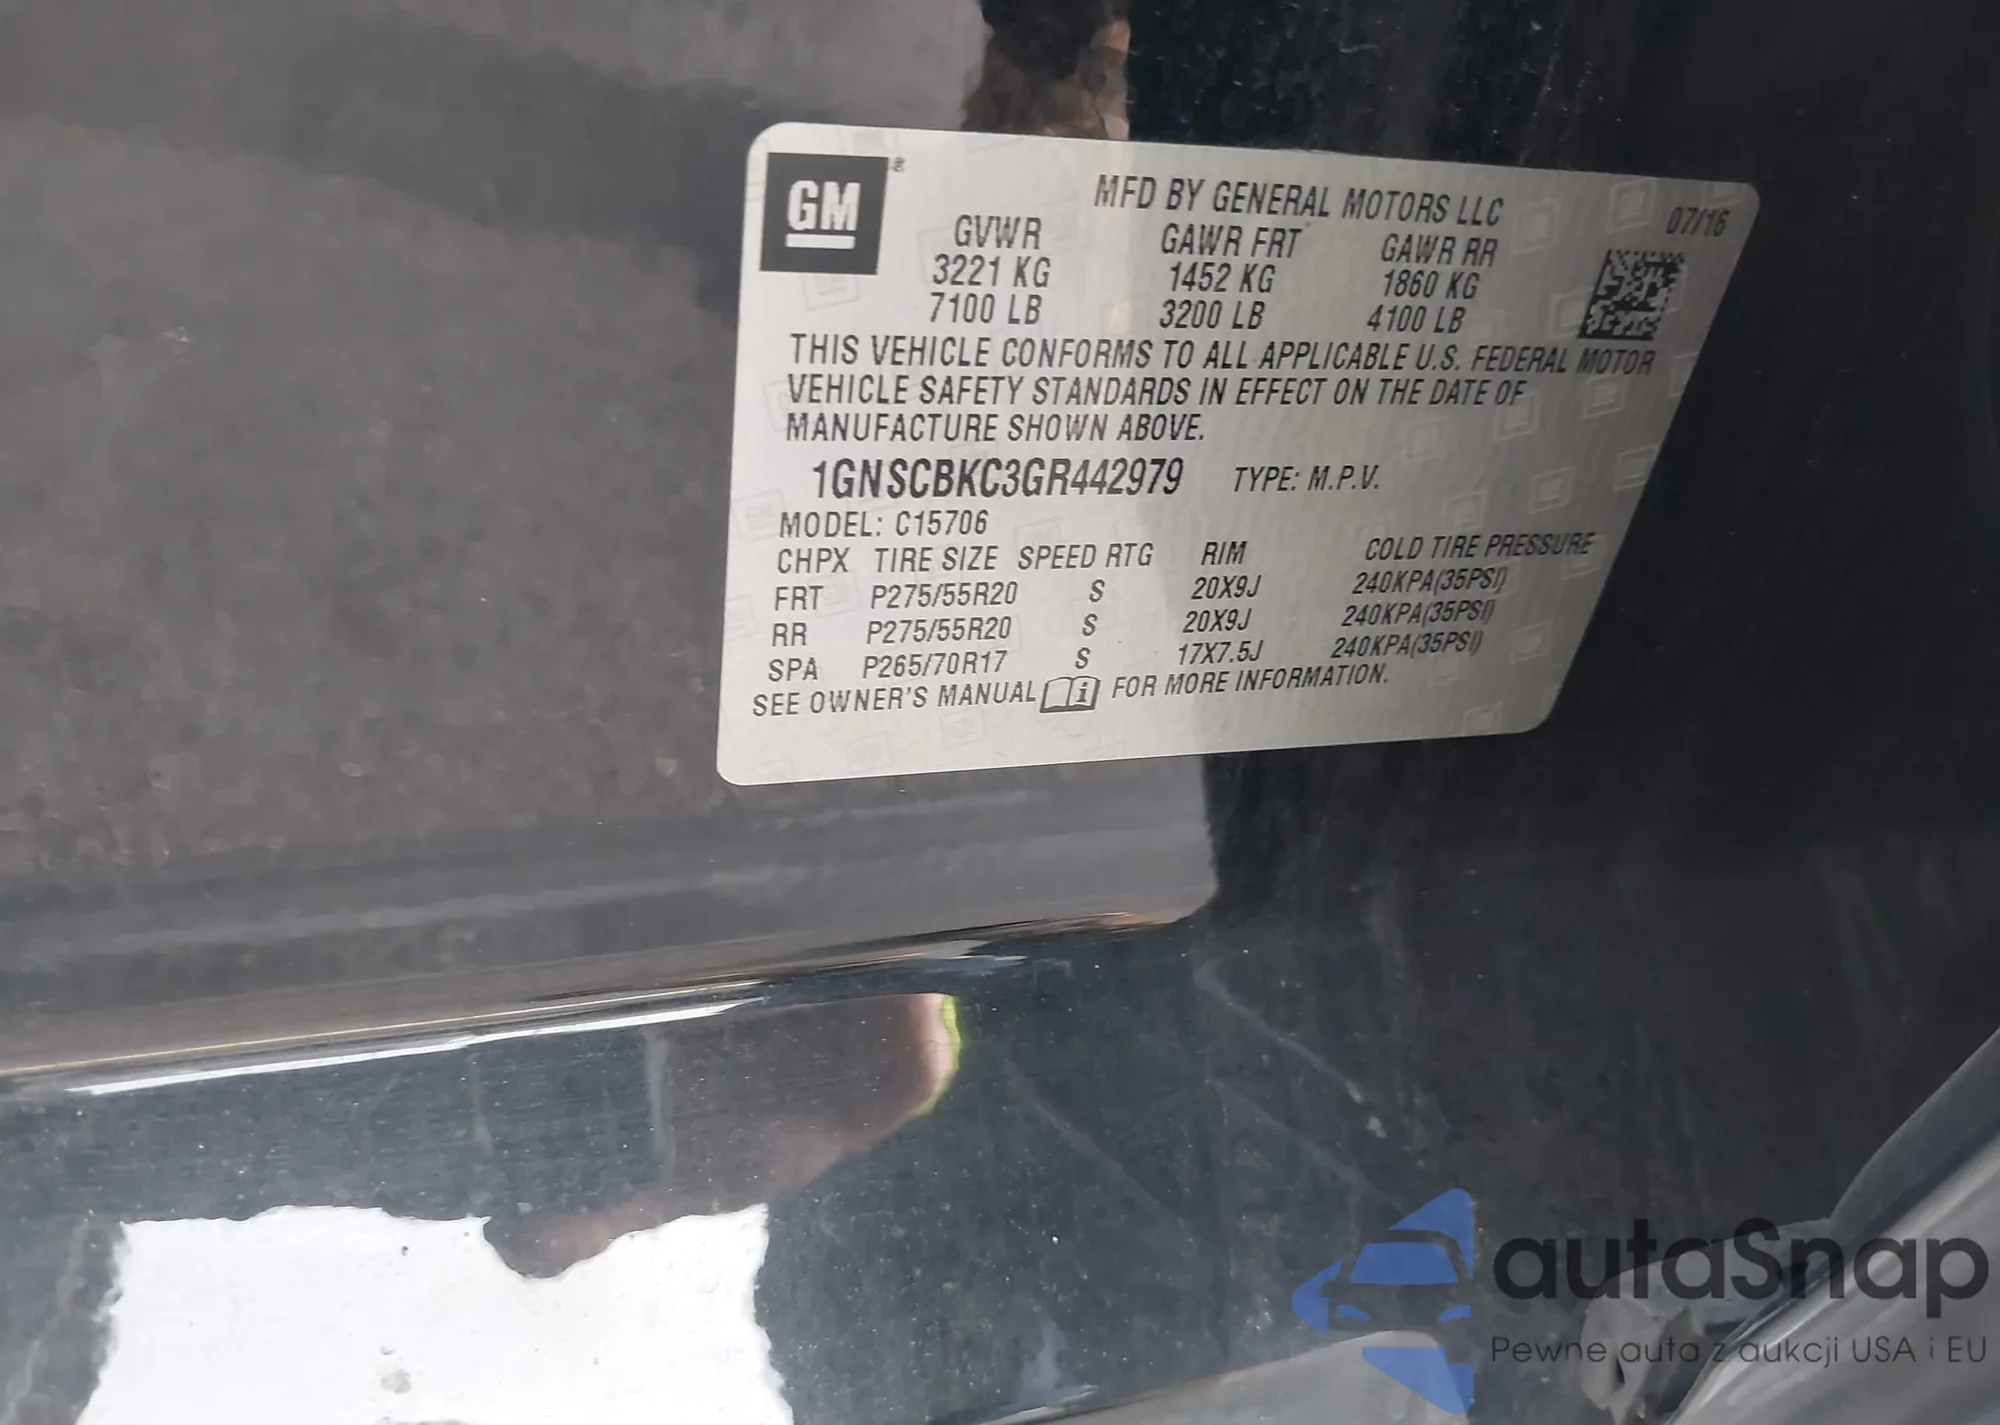 GM
MFD BY GENERAL MOTORS LLC
07/16
GVWR GAWR FRT GAWR RR
3221 KG 1452 KG 1860 KG
7100 LB 3200 LB 4100 LB
THIS VEHICLE CONFORMS TO ALL APPLICABLE U.S. FEDERAL MOTOR
VEHICLE SAFETY STANDARDS IN EFFECT ON THE DATE OF
MANUFACTURE SHOWN ABOVE.
1GNSCBKC3GR442979 TYPE: M.P.V.
MODEL: C15706
CHPX TIRE SIZE SPEED RTG RIM COLD TIRE PRESSURE
FRT P275/55R20 S 20X9J 240KPA(35PSI)
RR P275/55R20 S 20X9J 240KPA(35PSI)
SPA P265/70R17 S 17X7.5J 240KPA(35PSI)
SEE OWNER'S MANUAL FOR MORE INFORMATION.
autaSnap
Pewne auta z aukcji USA i EU